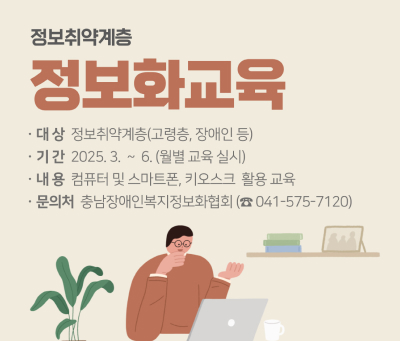 정보취약계층
정보화교육
· 대 상 정보취약계층(고령층, 장애인 등)
· 기 간 2025. 3. ~ 6. (월별 교육 실시)
· 내 용 컴퓨터 및 스마트폰, 키오스크 활용 교육
· 문의처 충남장애인복지정보화협회 (☎ 041-575-7120)